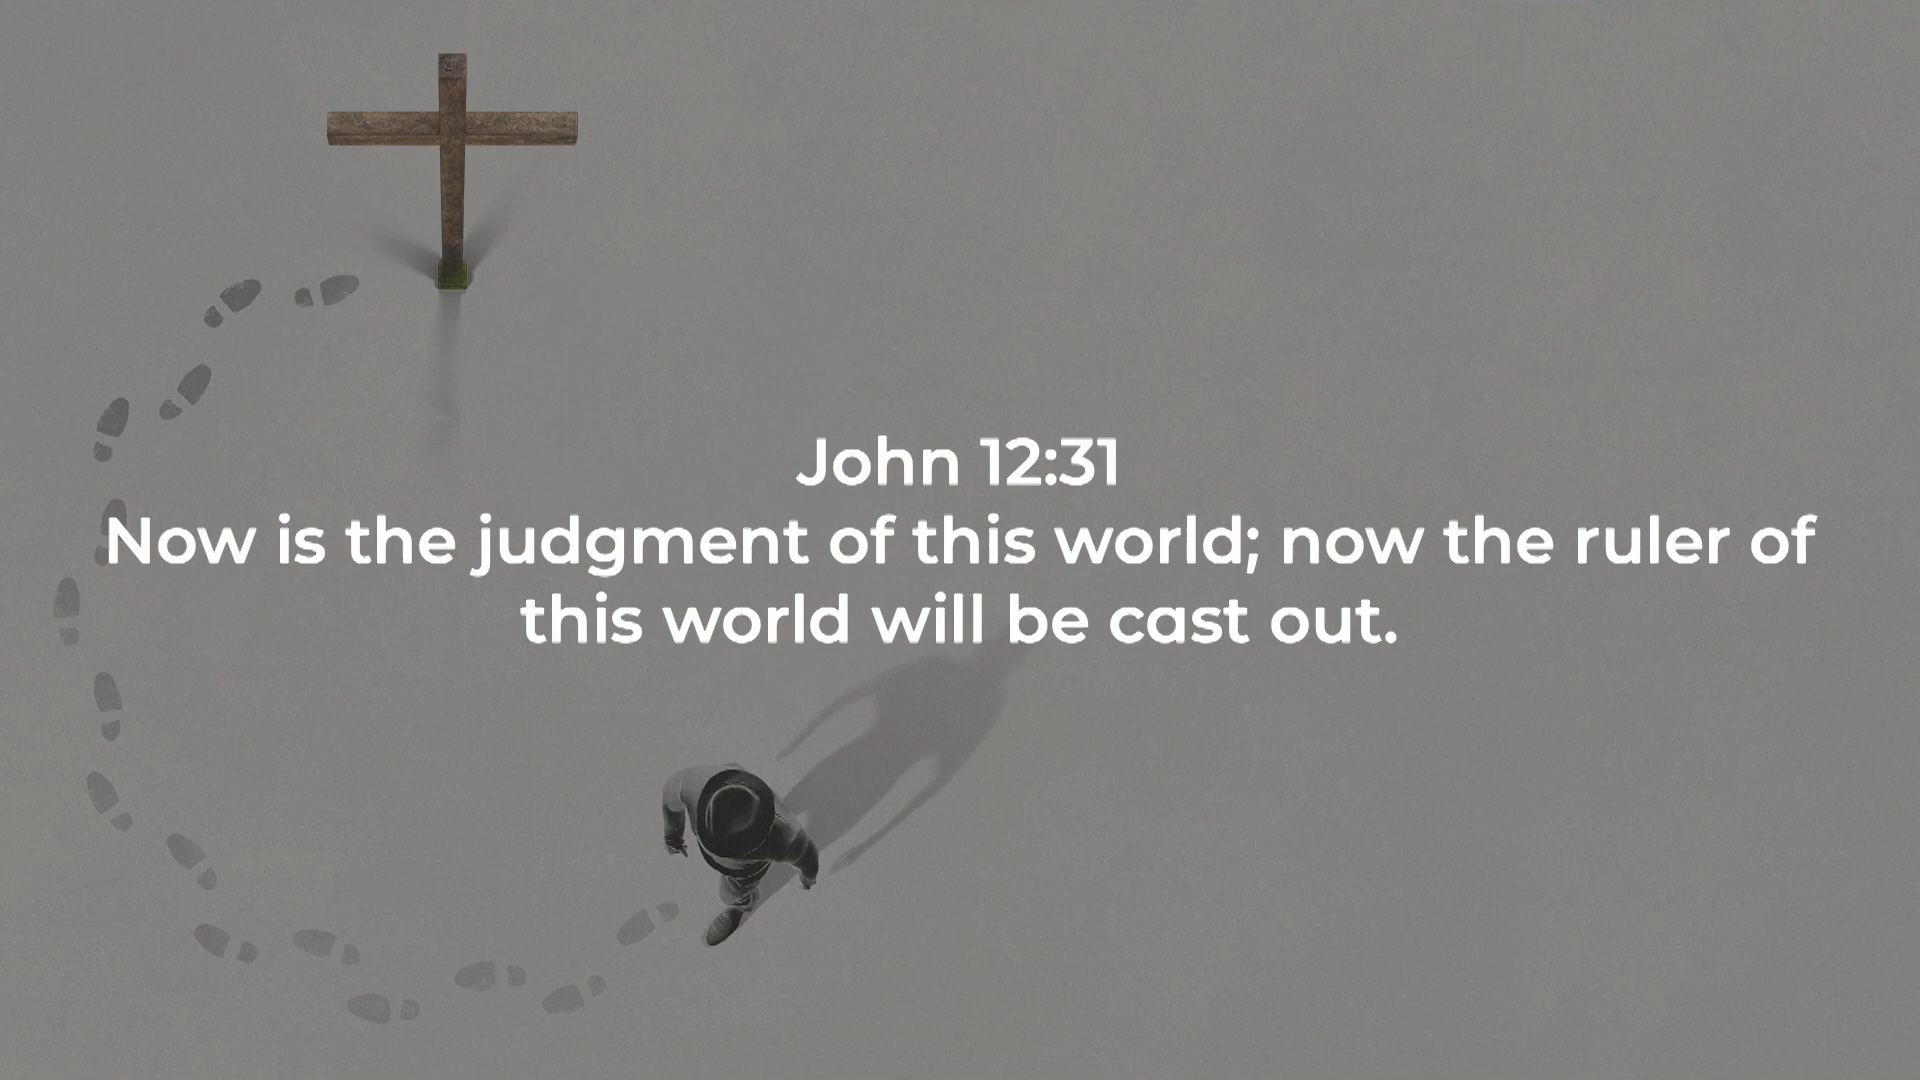 John 12:31
Now is the judgment of this world; now the ruler of
this world will be cast out.